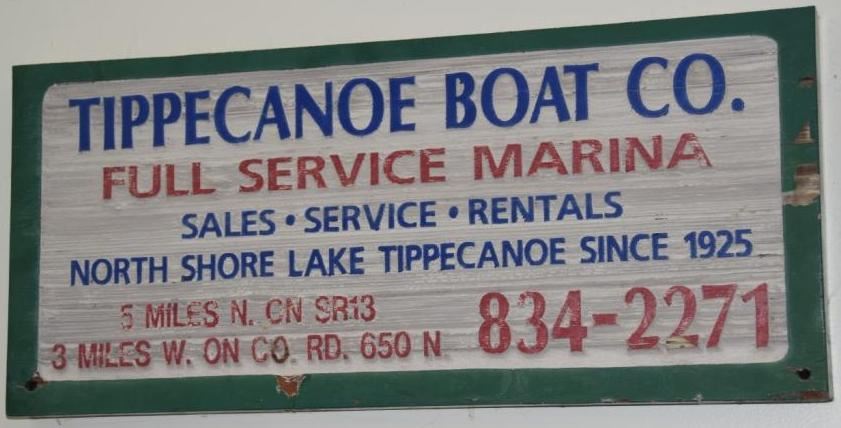 TIPPECANOE BOAT CO.
FULL SERVICE MARINA
SALES • SERVICE • RENTALS
NORTH SHORE LAKE TIPPECANOE SINCE 1925
5 MILES N. ON SR13
3 MILES W. ON CO. RD. 650 N
834-2271